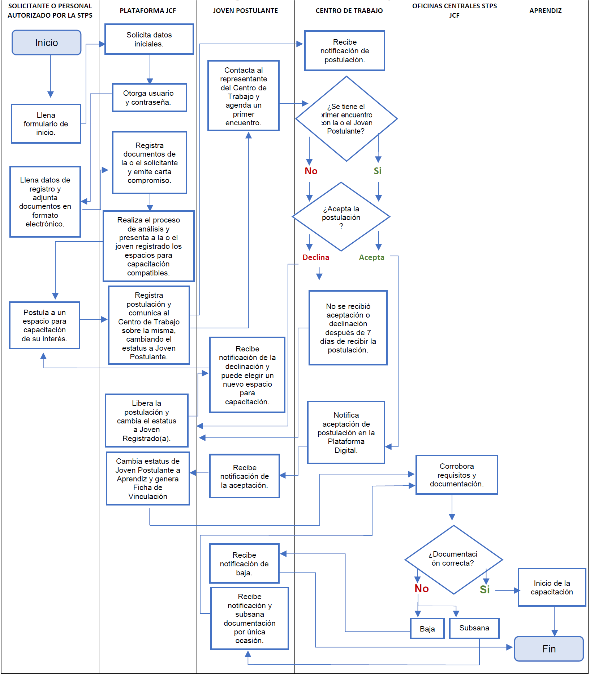 SOLICITANTE O PERSONAL
AUTORIZADO POR LA STPS
PLATAFORMA JCF
JOVEN POSTULANTE
CENTRO DE TRABAJO
OFICINAS CENTRALES STPS
JCF
APRENDIZ
Inicio
Solicita datos
iniciales.
Recibe
notificación de
postulación.
Contacta al
representante
del Centro de
Trabajo y
agenda un
primer
encuentro.
Otorga usuario
y contraseña.
Llena
formulario de
inicio.
¿Se tiene el
primer encuentro
con la o el Joven
Postulante?
No
Si
Registra
documentos de
la o el solicitante
y emite carta
compromiso.
Llena datos de
registro y
adjunta
documentos en
formato
electrónico.
¿Acepta la
postulación
?
Declina
Acepta
Realiza el proceso
de análisis y
presenta a la o el
joven registrado los
espacios para
capacitación
compatibles.
Postula a un
espacio para
capacitación
de su Interés.
Registra
postulación y
comunica al
Centro de Trabajo
sobre la misma,
cambiando el
estatus a Joven
Postulante.
No se recibió
aceptación o
declinación
después de 7
días de recibir la
postulación.
Recibe
notificación de la
declinación y
puede elegir un
nuevo espacio
para
capacitación.
Libera la
postulación y
cambia el estatus
a Joven
Registrado(a).
Notifica
aceptación de
postulación en la
Plataforma
Digital.
Cambia estatus de
Joven Postulante a
Aprendiz y genera
Ficha de
Vinculación
Recibe
notificación de
la aceptación.
Corrobora
requisitos y
documentación.
¿Documentaci
ón correcta?
No
Si
Recibe
notificación de
baja.
Inicio de la
capacitación
Recibe
notificación y
subsana
documentación
por única
ocasión.
Baja
Subsana
Fin